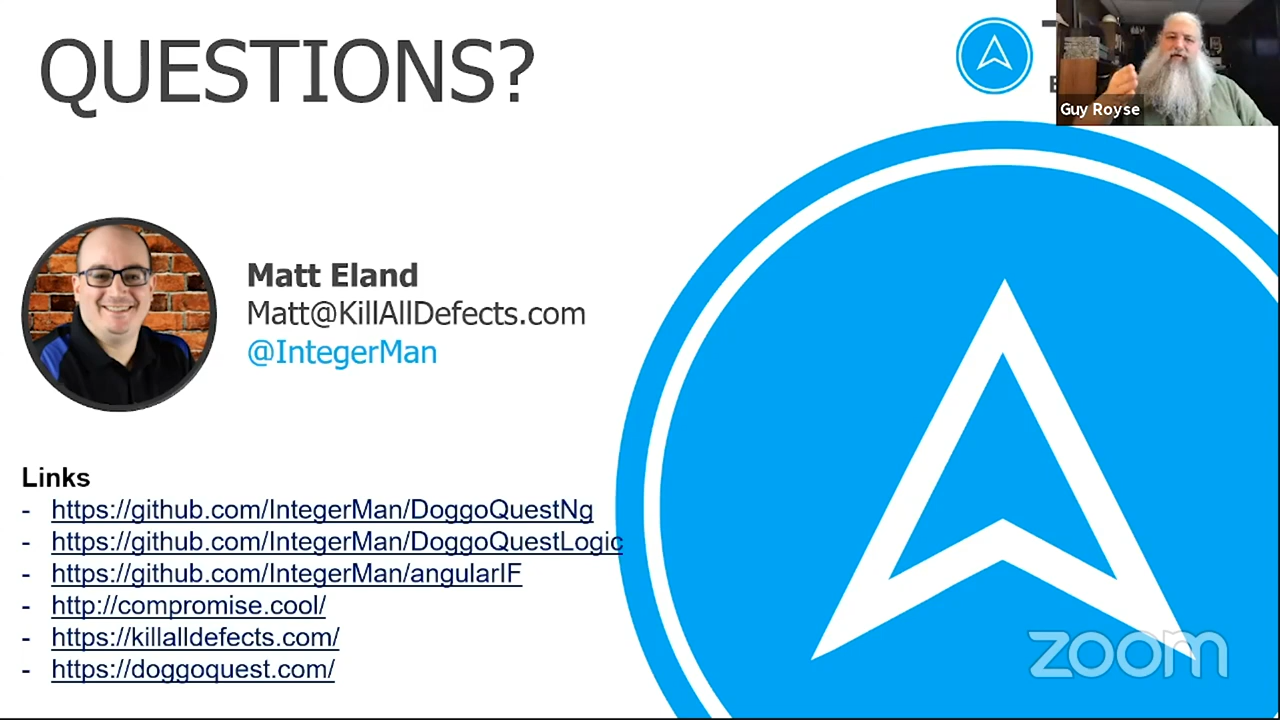 QUESTIONS?
Guy Royse
Matt Eland
Matt@KillAllDefects.com
@IntegerMan
Links
- https://github.com/IntegerMan/DoggoQuestNg
- https://github.com/IntegerMan/DoggoQuestLogic
- https://github.com/IntegerMan/angularIF
- http://compromise.cool/
- https://killalldefects.com/
- https://doggoquest.com/
zoom